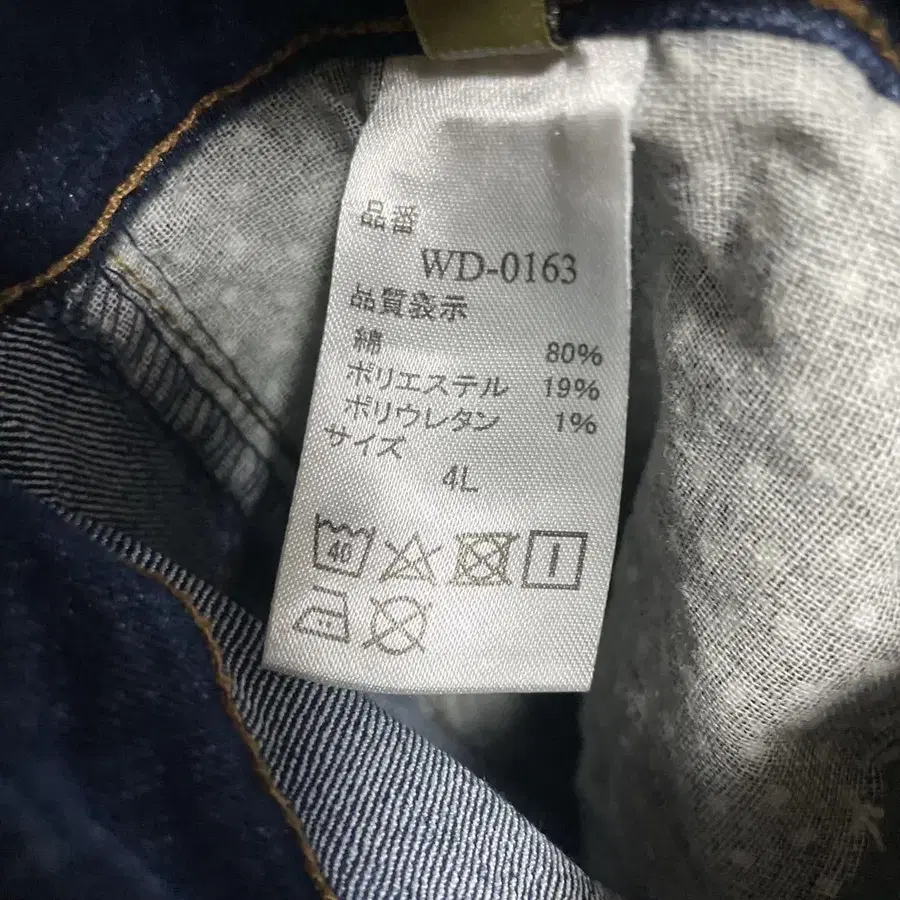 品番
WD-0163
品質表示
綿 80%
ポリエステル 19%
ポリウレタン 1%
サイズ
4L
40